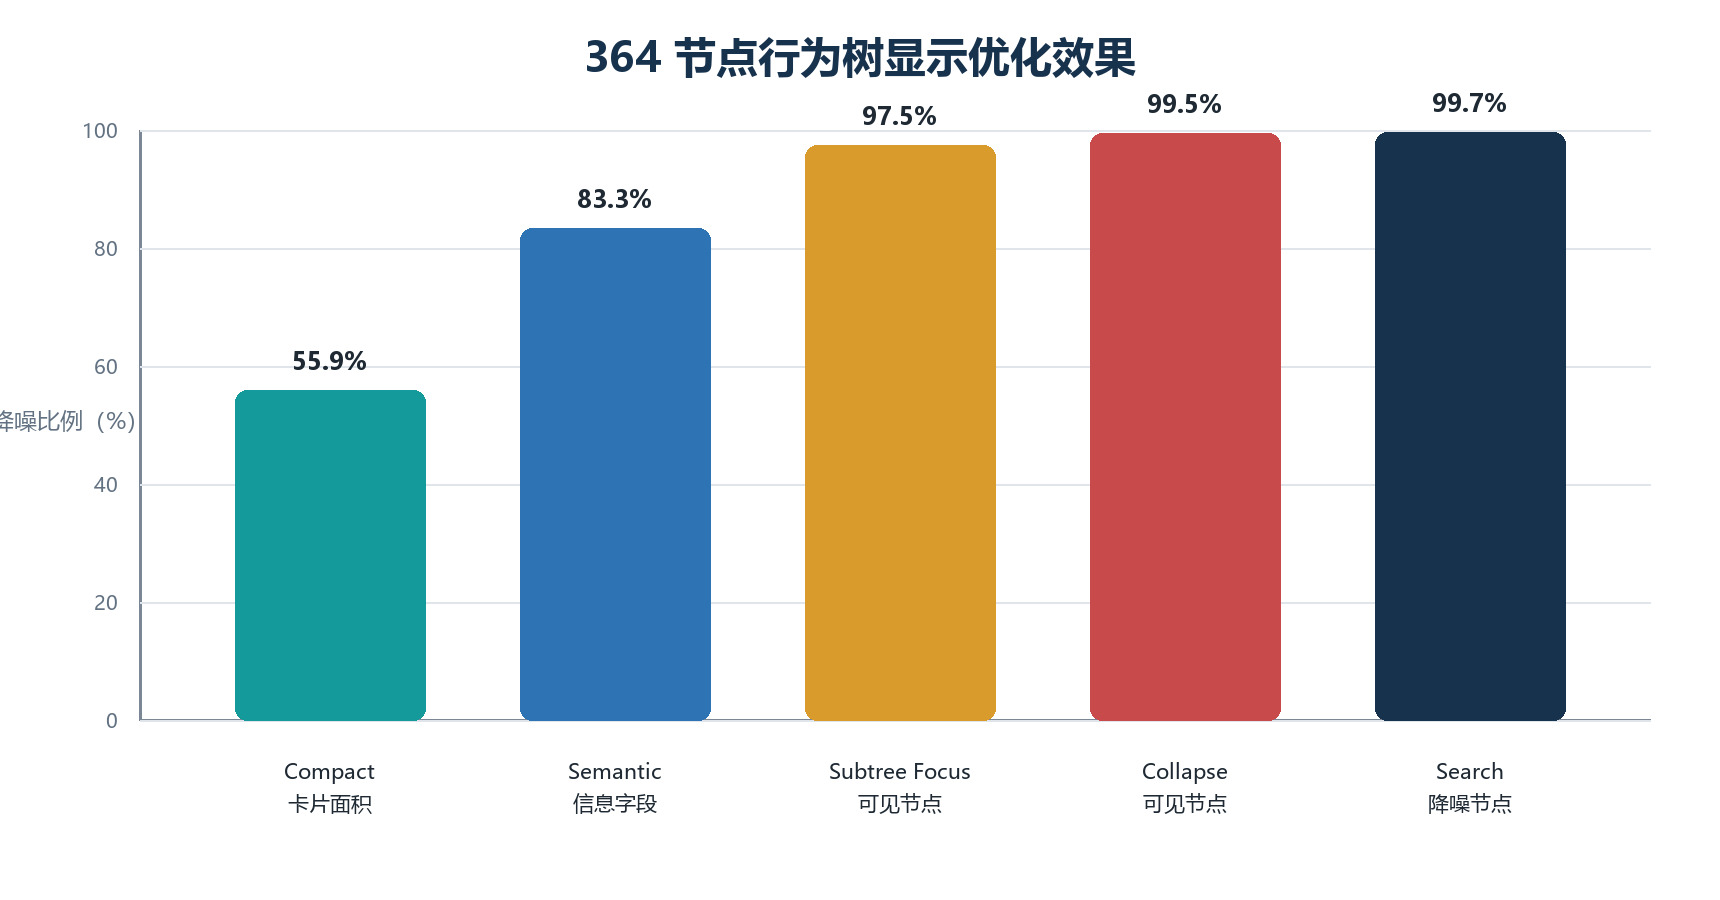 364 节点行为树显示优化效果
97.5%
99.5%
99.7%
83.3%
55.9%
100
80
60
降噪比例（%）
40
20
0
Compact
卡片面积
Semantic
信息字段
Subtree Focus
可见节点
Collapse
可见节点
Search
降噪节点